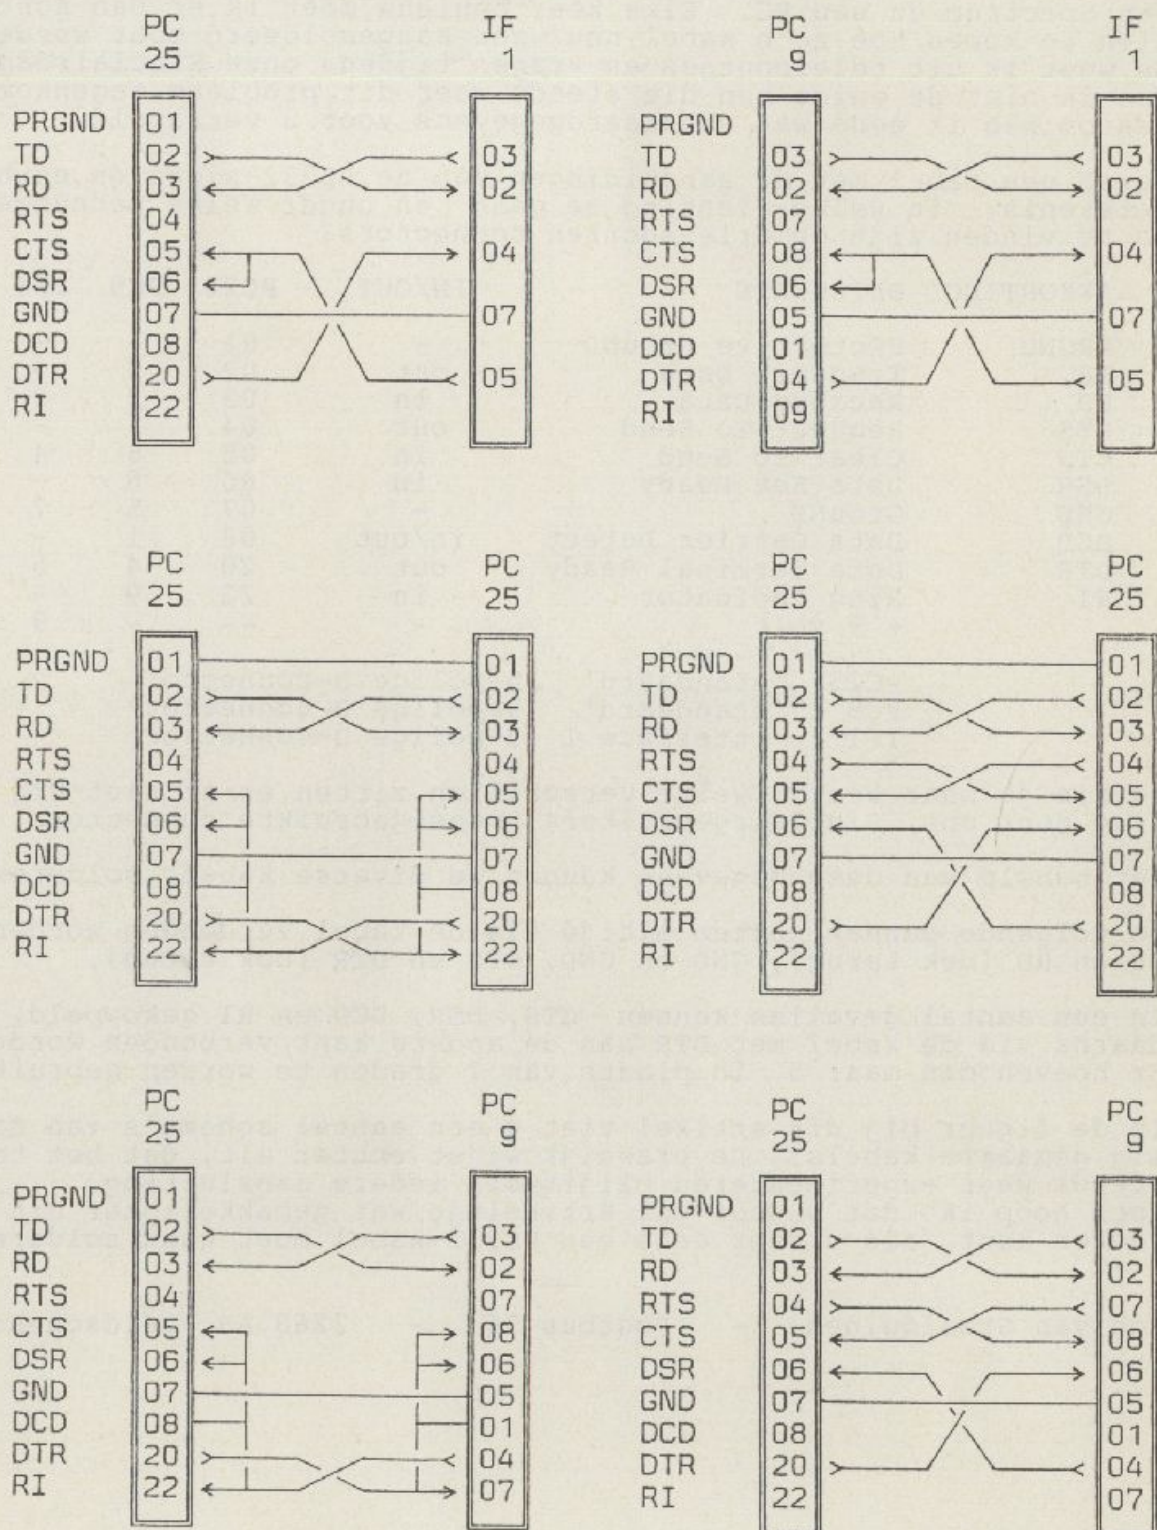 PC IF PC IF
25 1 9 1
PRGND 01 PRGND
TD 02 03 TD 03 03
RD 03 02 RD 02 02
RTS 04 RTS 07
CTS 05 04 CTS 08 04
DSR 06 DSR 06
GND 07 07 GND 05 07
DCD 08 DCD 01
DTR 20 05 DTR 04 05
RI 22 RI 09
PC PC PC PC
25 25 25 25
PRGND 01 01 PRGND 01 01
TD 02 02 TD 02 02
RD 03 03 RD 03 03
RTS 04 04 RTS 04 04
CTS 05 05 CTS 05 05
DSR 06 06 DSR 06 06
GND 07 07 GND 07 07
DCD 08 08 DCD 08 08
DTR 20 20 DTR 20 20
RI 22 22 RI 22 22
PC PC PC PC
25 9 25 9
PRGND 01 PRGND 01
TD 02 03 TD 02 03
RD 03 02 RD 03 02
RTS 04 07 RTS 04 07
CTS 05 08 CTS 05 08
DSR 06 06 DSR 06 06
GND 07 05 GND 07 05
DCD 08 01 DCD 08 01
DTR 20 04 DTR 20 04
RI 22 07 RI 22 07